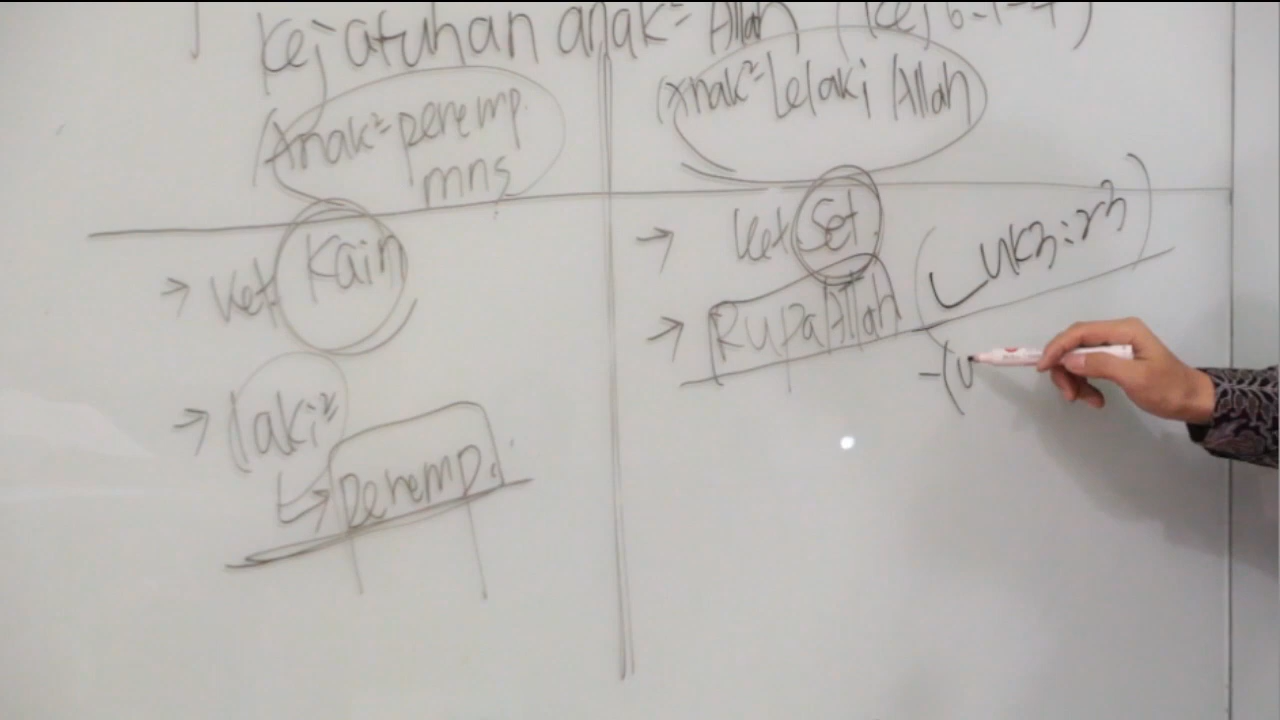 Kejatuhan anak² Allah (Kej 6:1-4)
Anak² peremp.
mns
Anak² Lelaki Allah
→ Ket Kain
→ laki²
↳ peremp.
→ Ket Set
→ Rupa Allah (Luk 3:23)
-(